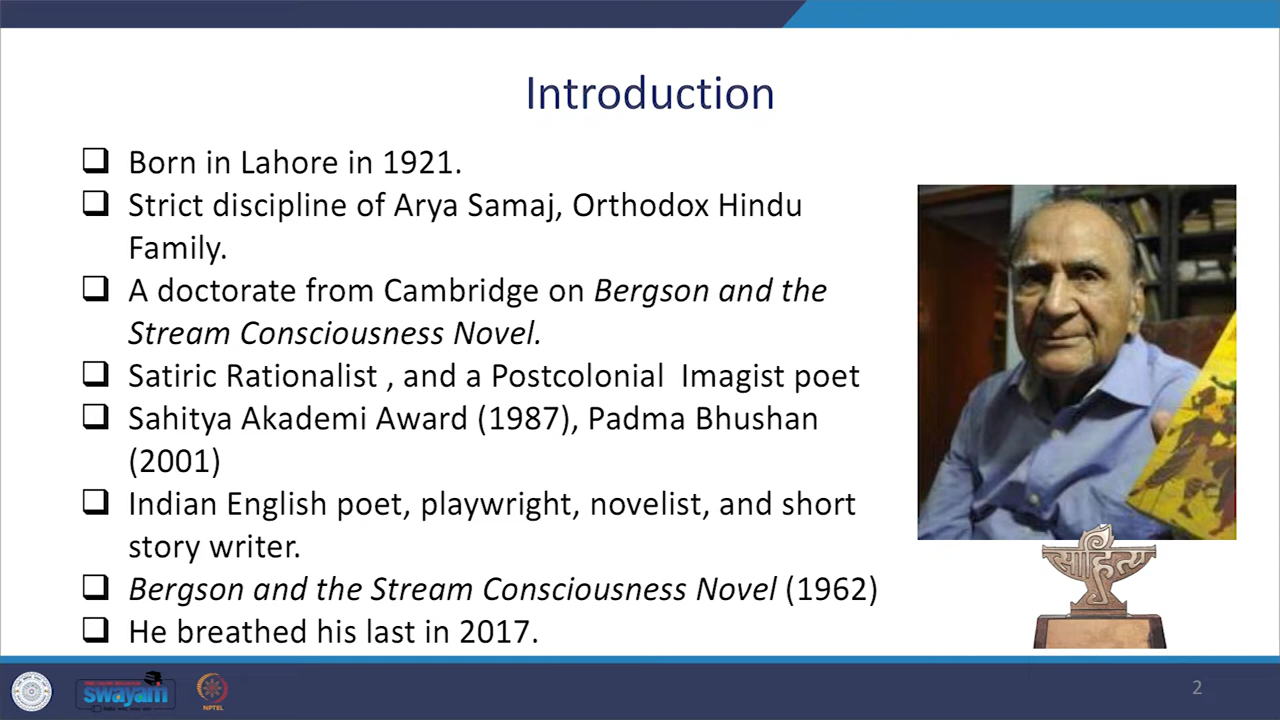 Introduction
Born in Lahore in 1921.
Strict discipline of Arya Samaj, Orthodox Hindu
Family.
A doctorate from Cambridge on Bergson and the
Stream Consciousness Novel.
Satiric Rationalist , and a Postcolonial Imagist poet
Sahitya Akademi Award (1987), Padma Bhushan
(2001)
Indian English poet, playwright, novelist, and short
story writer.
Bergson and the Stream Consciousness Novel (1962)
He breathed his last in 2017.
साहित्य
swayam
NPTEL
2